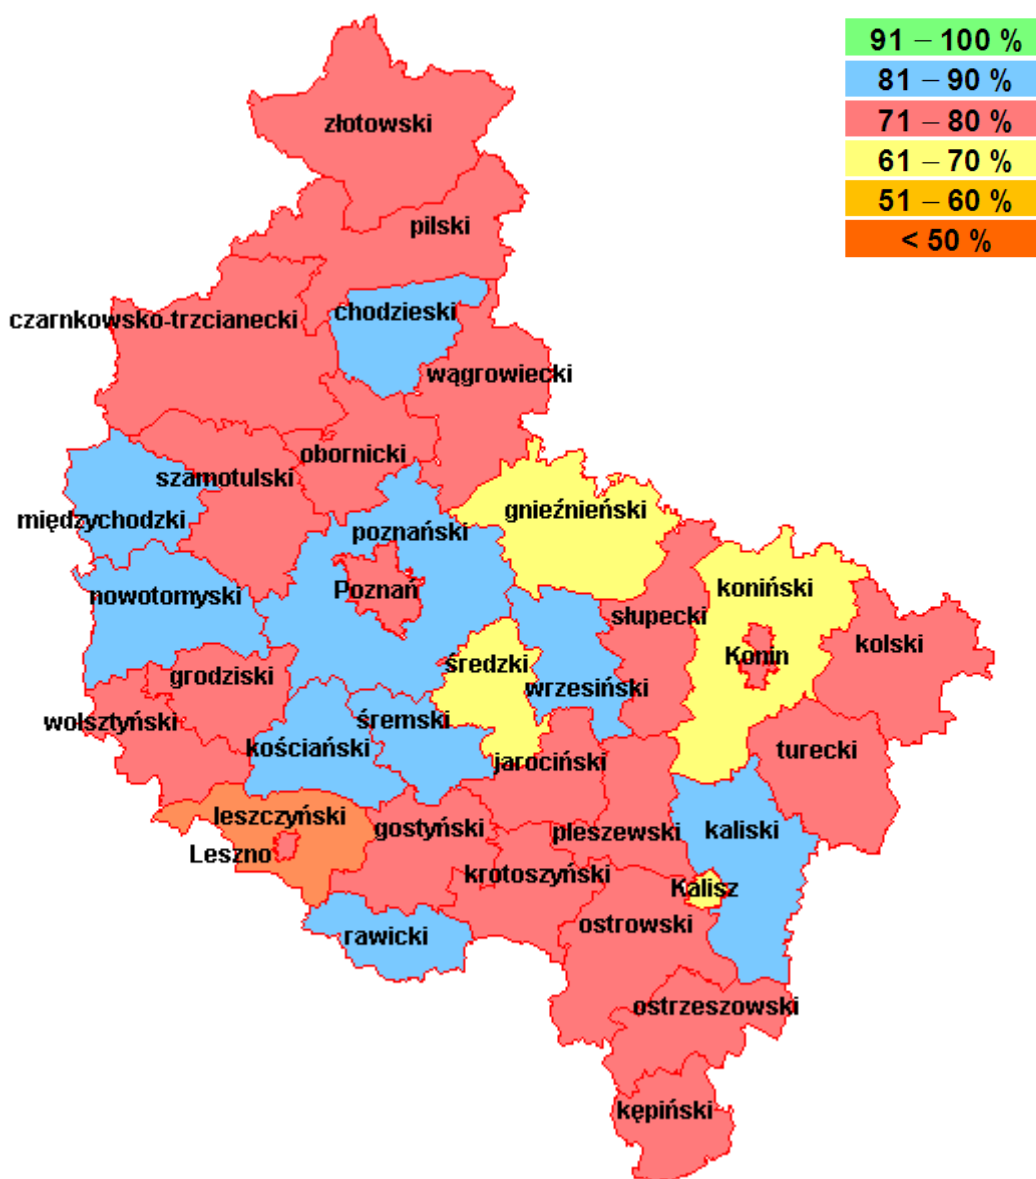 91 – 100 %
81 – 90 %
71 – 80 %
61 – 70 %
51 – 60 %
< 50 %
złotowski
pilski
chodzieski
czarnkowsko-trzcianecki
wągrowiecki
obornicki
szamotulski
gnieźnieński
międzychodzki
poznański
koniński
Poznań
nowotomyski
słupecki
kolski
Konin
średzki
grodziski
wrzesiński
wolsztyński
śremski
kościański
turecki
jarociński
leszczyński
gostyński
pleszewski
kaliski
Leszno
krotoszyński
Kalisz
ostrowski
rawicki
ostrzeszowski
kępiński